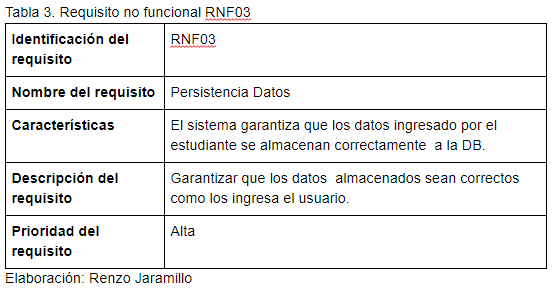 Tabla 3. Requisito no funcional RNF03
Identificación del requisito RNF03
Nombre del requisito Persistencia Datos
Características El sistema garantiza que los datos ingresado por el estudiante se almacenan correctamente  a la DB.
Descripción del requisito Garantizar que los datos  almacenados sean correctos como los ingresa el usuario.
Prioridad del requisito Alta
Elaboración: Renzo Jaramillo